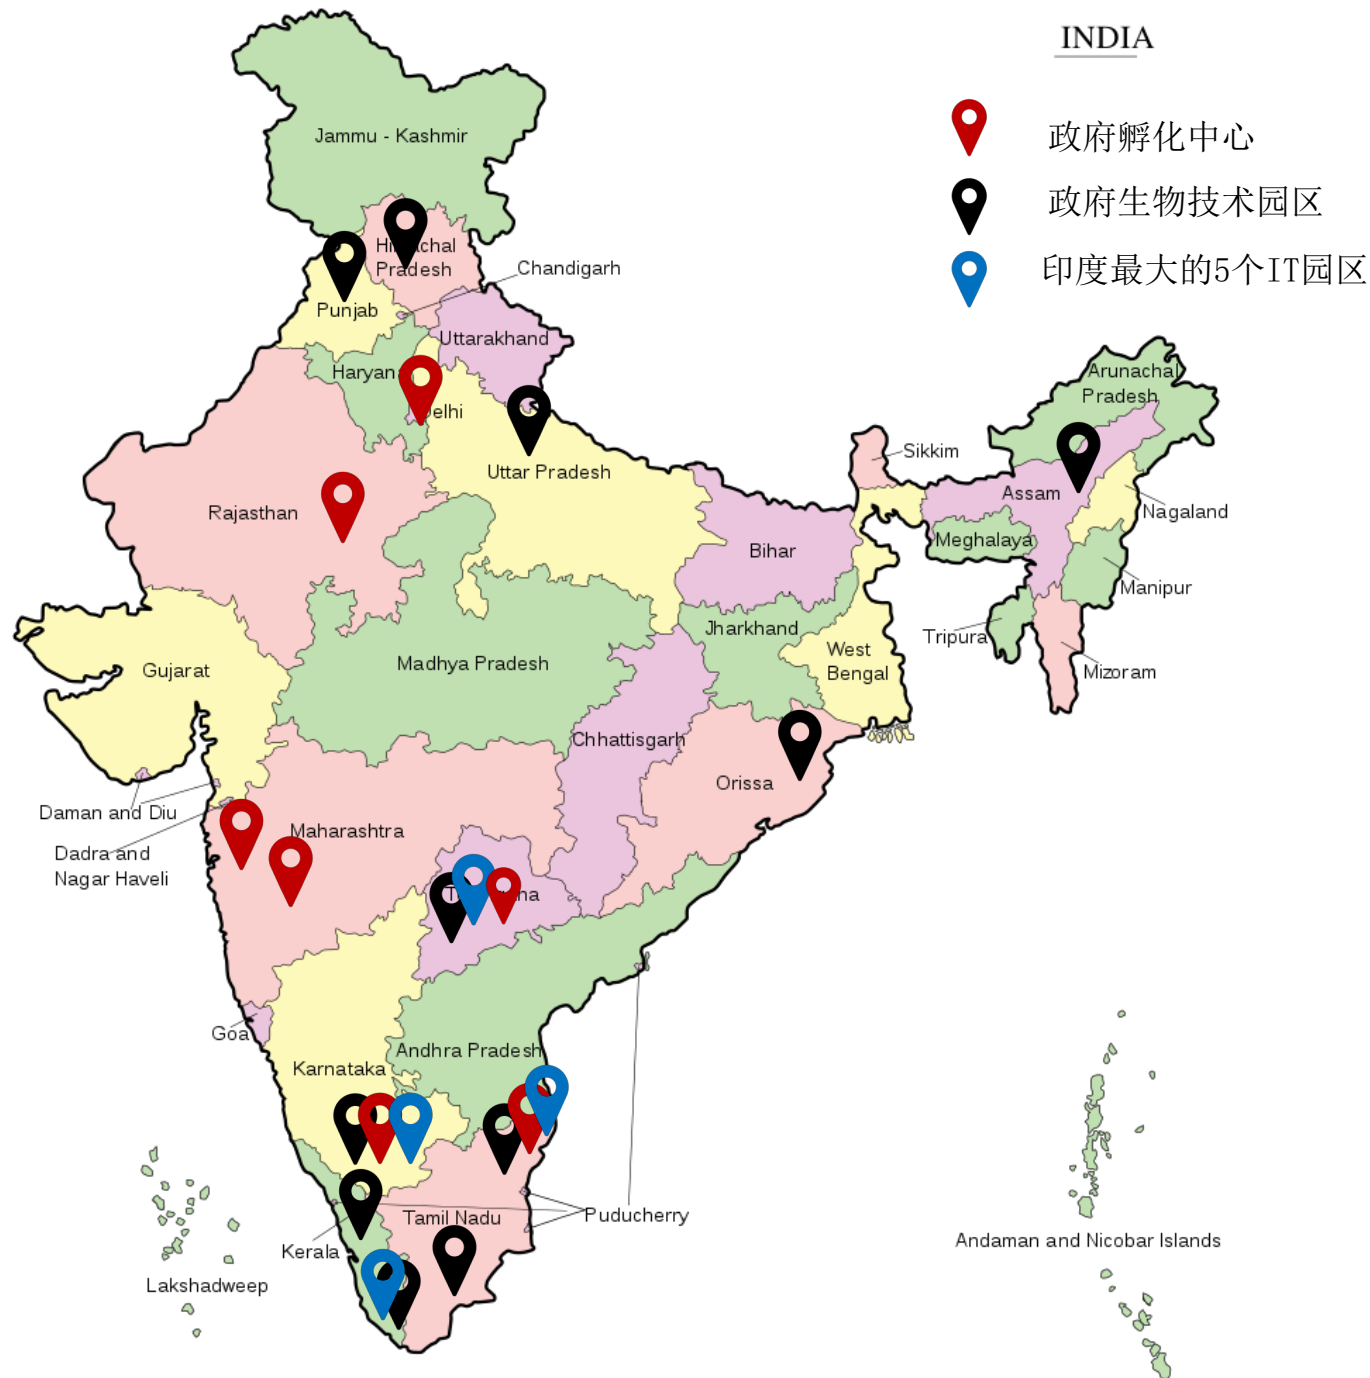 INDIA
政府孵化中心
政府生物技术园区
印度最大的5个IT园区
Jammu - Kashmir
Pradesh
Chandigarh
Punjab
Uttarakhand
Arunachal
Pradesh
Uttar Pradesh
Sikkim
Assam
Nagaland
Rajasthan
Meghalaya
Bihar
Manipur
Jharkhand
Tripura
West
Bengal
Madhya Pradesh
Gujarat
Mizoram
Chhattisgarh
Orissa
Daman and Diu
Maharashtra
Dadra and
Nagar Haveli
Goa
Andhra Pradesh
Karnataka
Puducherry
Tamil Nadu
Kerala
Andaman and Nicobar Islands
Lakshadweep